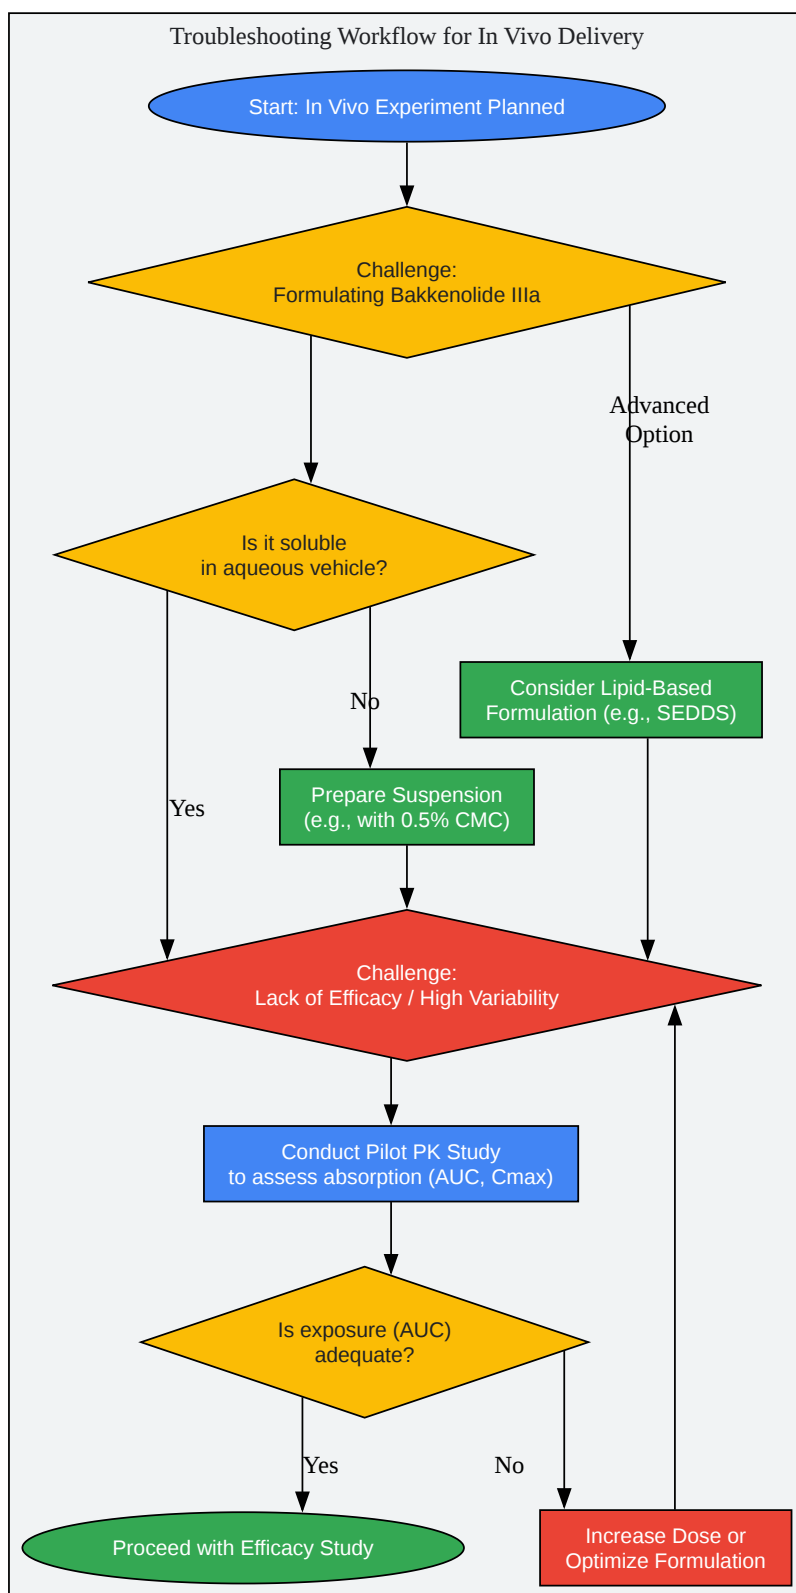 Troubleshooting Workflow for In Vivo Delivery
Start: In Vivo Experiment Planned
Challenge:
Formulating Bakkenolide IIIa
Advanced
Option
Is it soluble
in aqueous vehicle?
No
Consider Lipid-Based
Formulation (e.g., SEDDS)
Yes
Prepare Suspension
(e.g., with 0.5% CMC)
Challenge:
Lack of Efficacy / High Variability
Conduct Pilot PK Study
to assess absorption (AUC, Cmax)
Is exposure (AUC)
adequate?
Yes
No
Proceed with Efficacy Study
Increase Dose or
Optimize Formulation